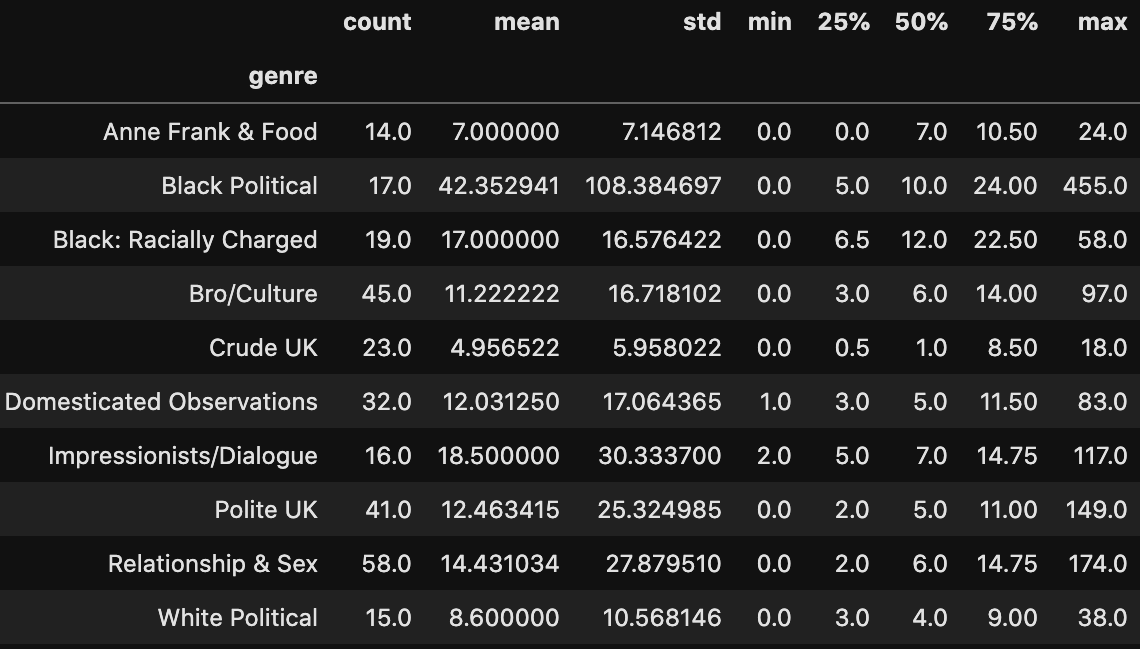 count mean std min 25% 50% 75% max
genre
Anne Frank & Food 14.0 7.000000 7.146812 0.0 0.0 7.0 10.50 24.0
Black Political 17.0 42.352941 108.384697 0.0 5.0 10.0 24.00 455.0
Black: Racially Charged 19.0 17.000000 16.576422 0.0 6.5 12.0 22.50 58.0
Bro/Culture 45.0 11.222222 16.718102 0.0 3.0 6.0 14.00 97.0
Crude UK 23.0 4.956522 5.958022 0.0 0.5 1.0 8.50 18.0
Domesticated Observations 32.0 12.031250 17.064365 1.0 3.0 5.0 11.50 83.0
Impressionists/Dialogue 16.0 18.500000 30.333700 2.0 5.0 7.0 14.75 117.0
Polite UK 41.0 12.463415 25.324985 0.0 2.0 5.0 11.00 149.0
Relationship & Sex 58.0 14.431034 27.879510 0.0 2.0 6.0 14.75 174.0
White Political 15.0 8.600000 10.568146 0.0 3.0 4.0 9.00 38.0